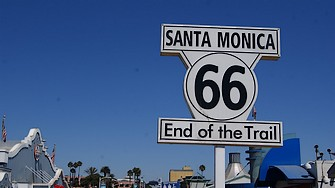 SANTA MONICA
66
End of the Trail